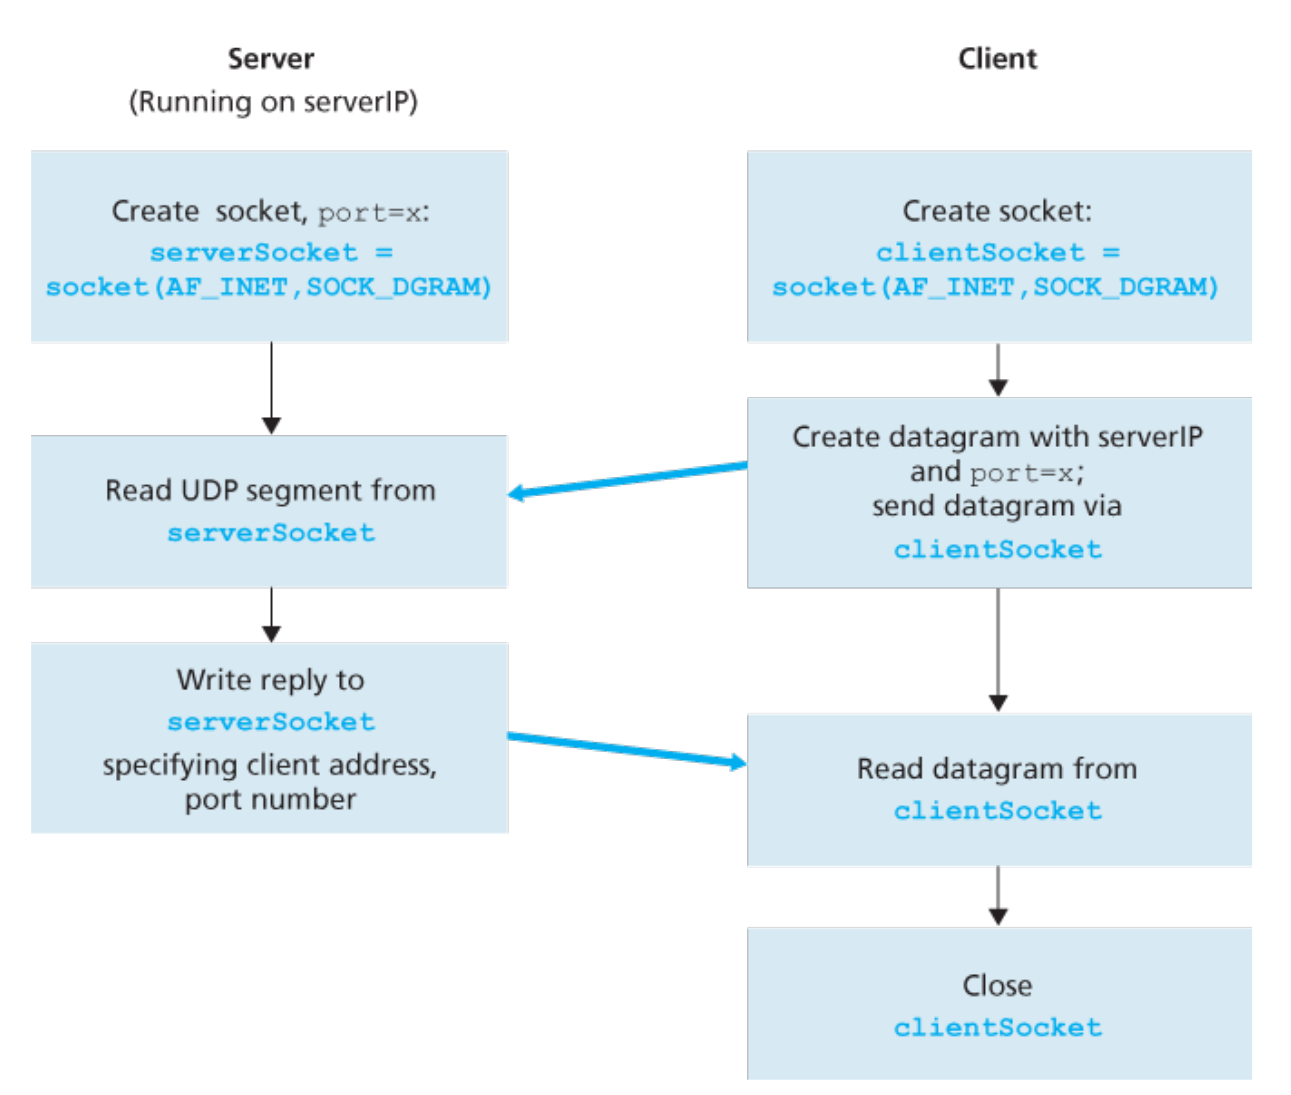 Server
(Running on serverIP)
Create socket, port=x:
serverSocket =
socket(AF_INET,SOCK_DGRAM)
Read UDP segment from
serverSocket
Write reply to
serverSocket
specifying client address,
port number
Client
Create socket:
clientSocket =
socket(AF_INET,SOCK_DGRAM)
Create datagram with serverIP
and port=x;
send datagram via
clientSocket
Read datagram from
clientSocket
Close
clientSocket